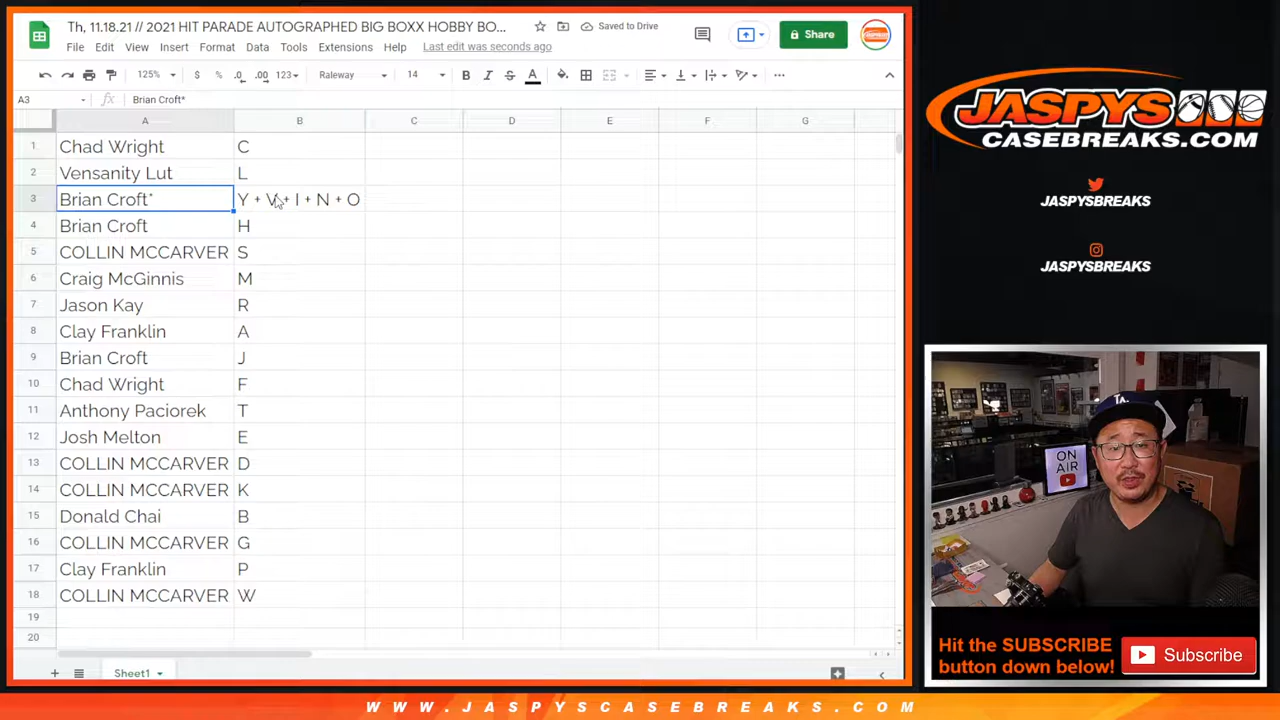 Th, 11.18.21 // 2021 HIT PARADE AUTOGRAPHED BIG BOXX HOBBY BO...
Saved to Drive
Share
File Edit View Insert Format Data Tools Extensions Help Last edit was seconds ago
125% $ % .0 .00 123 Raleway 14 B I S A
A3 fx Brian Croft*
A B C D E F G
1 Chad Wright C
2 Vensanity Lut L
3 Brian Croft* Y + V + I + N + O
4 Brian Croft H
5 COLLIN MCCARVER S
6 Craig McGinnis M
7 Jason Kay R
8 Clay Franklin A
9 Brian Croft J
10 Chad Wright F
11 Anthony Paciorek T
12 Josh Melton E
13 COLLIN MCCARVER D
14 COLLIN MCCARVER K
15 Donald Chai B
16 COLLIN MCCARVER G
17 Clay Franklin P
18 COLLIN MCCARVER W
19
20
Sheet1
JASPYS
CASEBREAKS.COM
JASPYSBREAKS
JASPYSBREAKS
ON
AIR
Hit the SUBSCRIBE
button down below!
Subscribe
WWW.JASPYSCASEBREAKS.COM